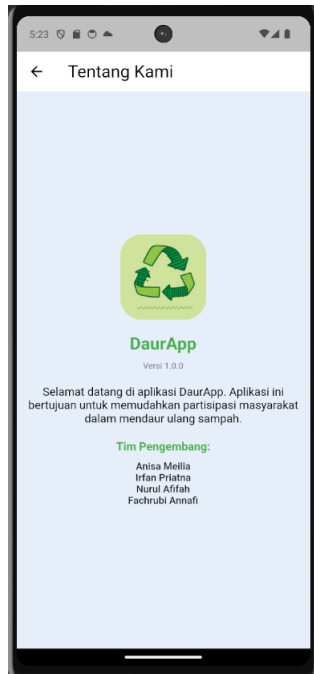 5:23
Tentang Kami
DaurApp
Versi 1.0.0
Selamat datang di aplikasi DaurApp. Aplikasi ini
bertujuan untuk memudahkan partisipasi masyarakat
dalam mendaur ulang sampah.
Tim Pengembang:
Anisa Meilia
Irfan Priatna
Nurul Afifah
Fachrubi Annafi